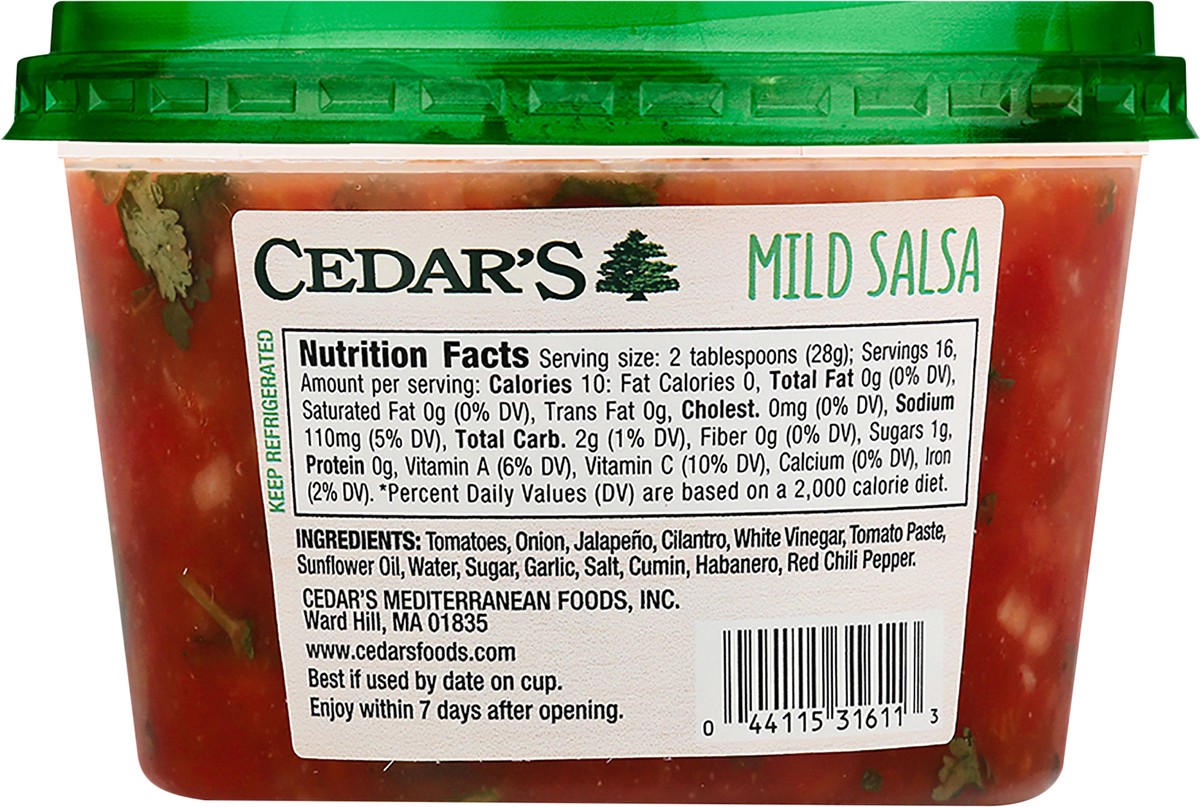 CEDAR'S
MILD SALSA
KEEP REFRIGERATED
Nutrition Facts Serving size: 2 tablespoons (28g); Servings 16,
Amount per serving: Calories 10: Fat Calories 0, Total Fat 0g (0% DV),
Saturated Fat 0g (0% DV), Trans Fat 0g, Cholest. 0mg (0% DV), Sodium
110mg (5% DV), Total Carb. 2g (1% DV), Fiber 0g (0% DV), Sugars 1g,
Protein 0g, Vitamin A (6% DV), Vitamin C (10% DV), Calcium (0% DV), Iron
(2% DV). *Percent Daily Values (DV) are based on a 2,000 calorie diet.
INGREDIENTS: Tomatoes, Onion, Jalapeño, Cilantro, White Vinegar, Tomato Paste,
Sunflower Oil, Water, Sugar, Garlic, Salt, Cumin, Habanero, Red Chili Pepper.
CEDAR'S MEDITERRANEAN FOODS, INC.
Ward Hill, MA 01835
www.cedarsfoods.com
Best if used by date on cup.
Enjoy within 7 days after opening.
0 44115 31611 3